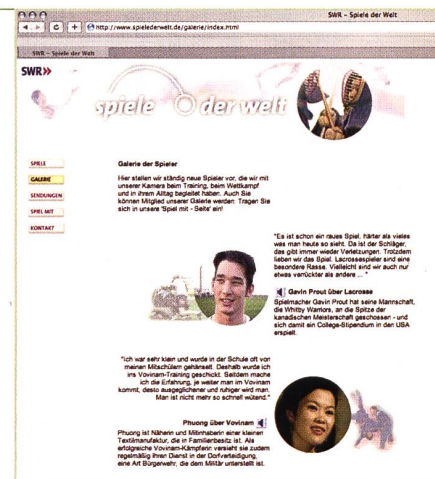 SWR – Spiele der Welt
http://www.spielederwelt.de/galerie/index.html
SWR – Spiele der Welt
SWR»
spiele der welt
SPIELE
GALERIE
SENDUNGEN
SPIEL MIT
KONTAKT
Galerie der Spieler
Hier stellen wir ständig neue Spieler vor, die wir mit
unserer Kamera beim Training, beim Wettkampf
und in ihrem Alltag begleitet haben. Auch Sie
können Mitglied unserer Galerie werden: Tragen Sie
sich in unsere 'Spiel mit - Seite' ein!
"Es ist schon ein raues Spiel, härter als vieles
was man heute so sieht. Da ist der Schläger,
das gibt immer wieder Verletzungen. Trotzdem
lieben wir das Spiel. Lacrossespieler sind eine
besondere Rasse. Vielleicht sind wir auch nur
etwas verrückter als andere ... "
Gavin Prout über Lacrosse
Spielmacher Gavin Prout hat seine Mannschaft,
die Whitby Warriors, an die Spitze der
kanadischen Meisterschaft geschossen - und
sich damit ein College-Stipendium in den USA
erspielt.
"Ich war sehr klein und wurde in der Schule oft von
meinen Mitschülern gehänselt. Deshalb wurde ich
ins Vovinam-Training geschickt. Seitdem mache
ich die Erfahrung, je weiter man im Vovinam
kommt, desto ausgeglichener und ruhiger wird man.
Man ist nicht mehr so schnell wütend."
Phuong über Vovinam
Phuong ist Näherin und Mitinhaberin einer kleinen
Textilmanufaktur, die in Familienbesitz ist. Als
erfolgreiche Vovinam-Kämpferin versieht sie zudem
regelmäßig ihren Dienst in der Dorfverteidigung,
eine Art Bürgerwehr, die dem Militär unterstellt ist.